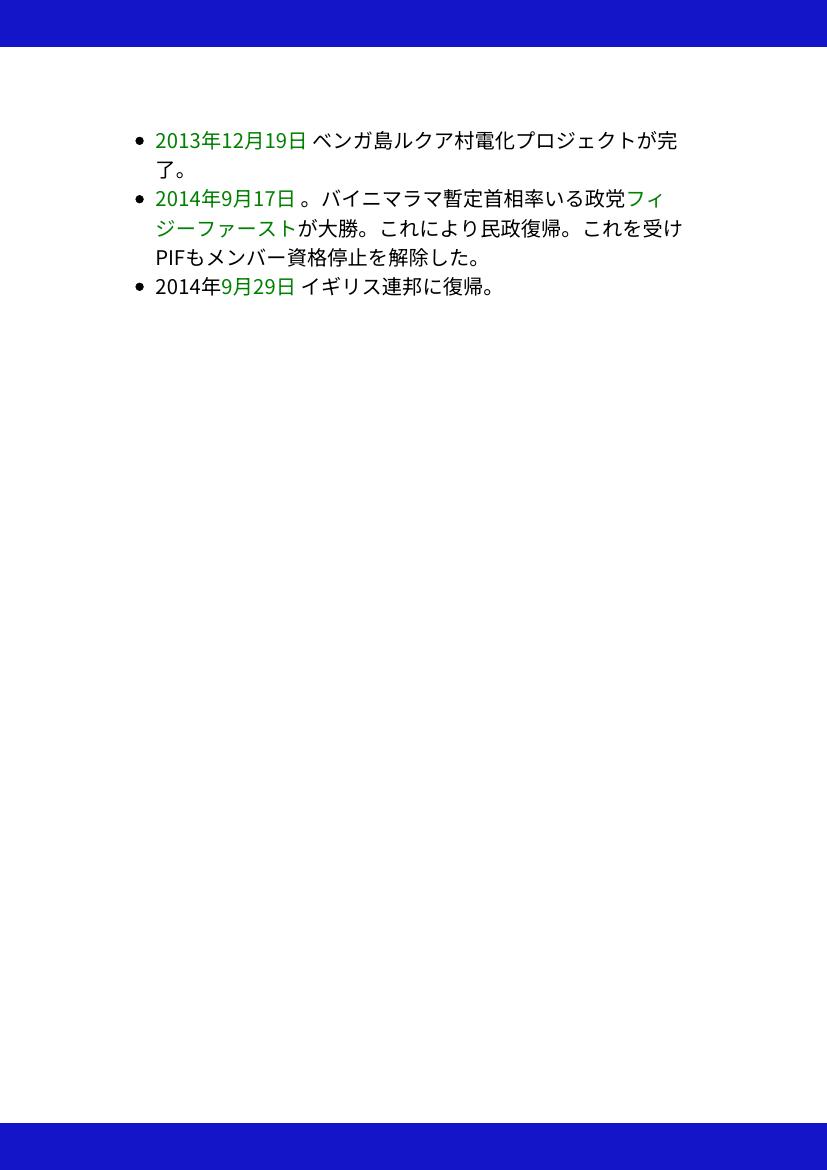 • 2013年12月19日 ベンガ島ルクア村電化プロジェクトが完
了。
• 2014年9月17日 。バイニマラマ暫定首相率いる政党フィ
ジーファーストが大勝。これにより民政復帰。これを受け
PIFもメンバー資格停止を解除した。
• 2014年9月29日 イギリス連邦に復帰。